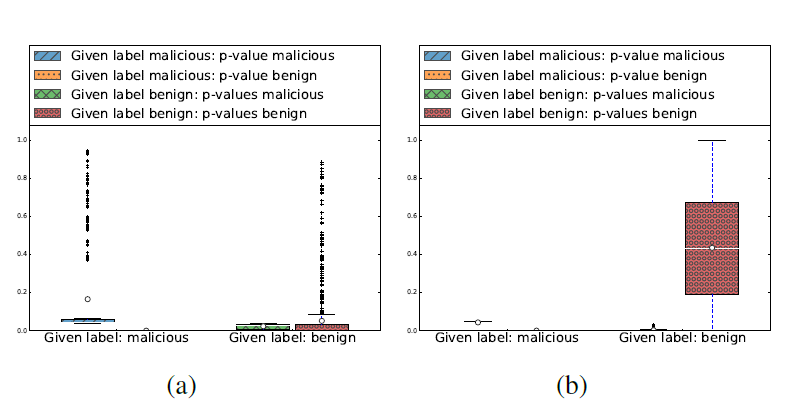 Given label malicious: p-value malicious
Given label malicious: p-value benign
Given label benign: p-values malicious
Given label benign: p-values benign
1.0
0.8
0.6
0.4
0.2
0.0
Given label: malicious Given label: benign
(a)
Given label malicious: p-value malicious
Given label malicious: p-value benign
Given label benign: p-values malicious
Given label benign: p-values benign
1.0
0.8
0.6
0.4
0.2
0.0
Given label: malicious Given label: benign
(b)